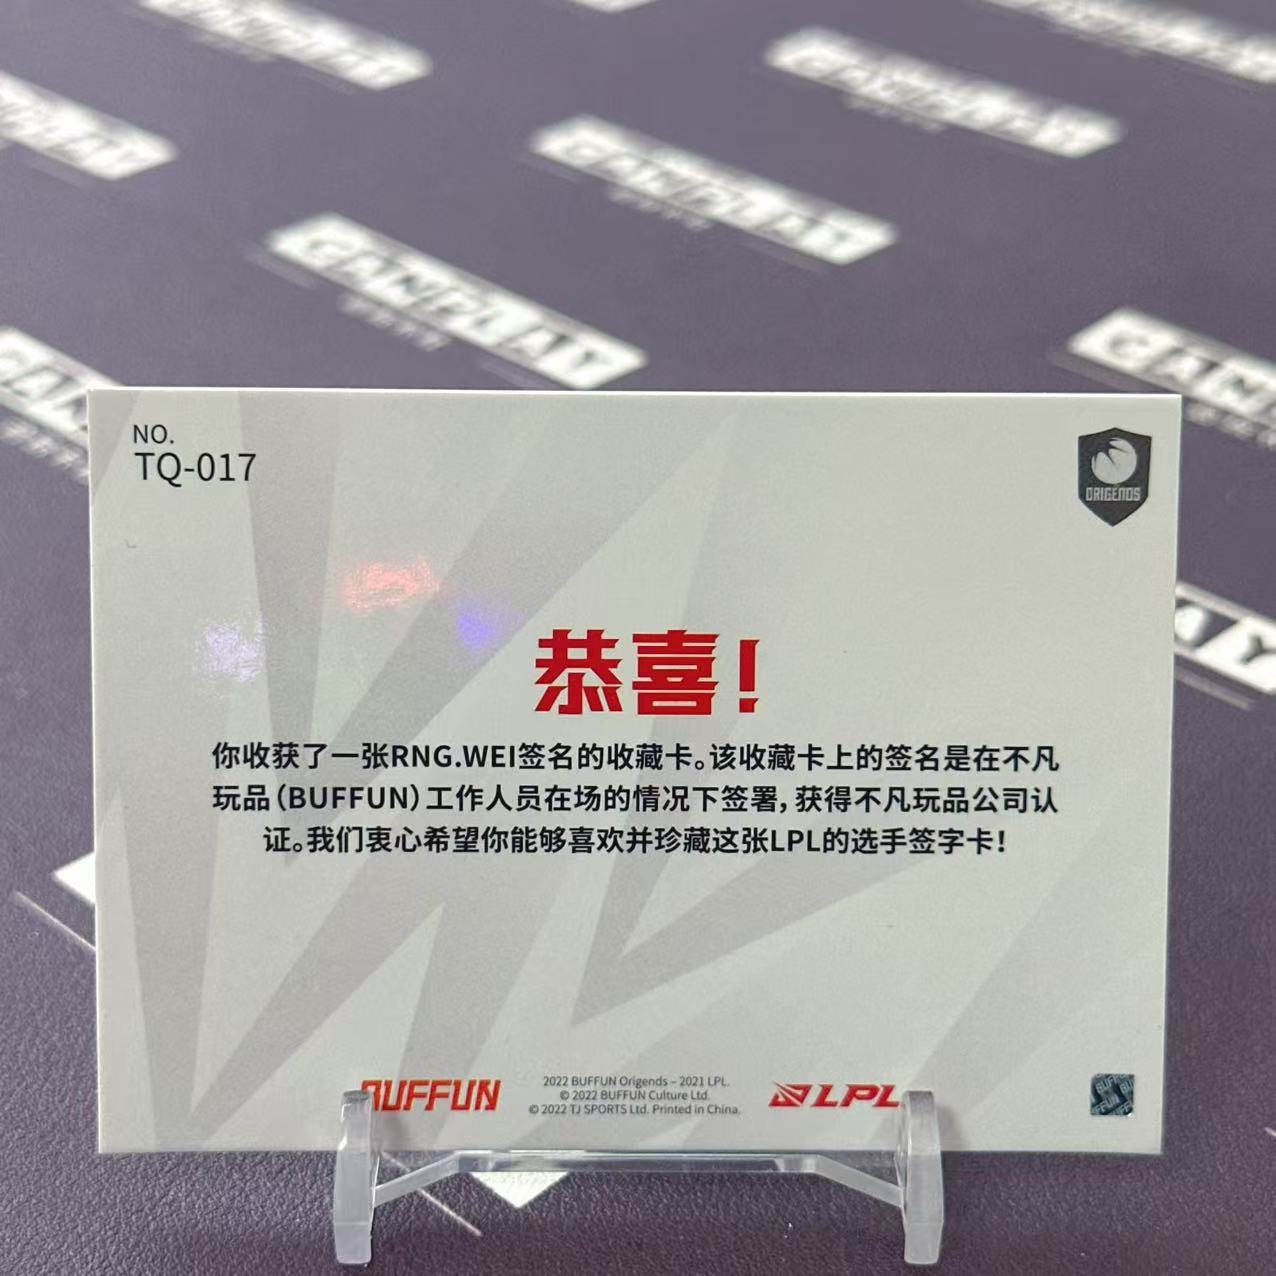 GANPLAY
GANPLAY
GANPLAY
NO.
TQ-017
ORIGENDS
恭喜！
你收获了一张RNG.WEI签名的收藏卡。该收藏卡上的签名是在不凡
玩品（BUFFUN）工作人员在场的情况下签署，获得不凡玩品公司认
证。我们衷心希望你能够喜欢并珍藏这张LPL的选手签字卡！
BUFFUN
2022 BUFFUN Origends – 2021 LPL.
© 2022 BUFFUN Culture Ltd.
© 2022 TJ SPORTS Ltd. Printed in China.
LPL